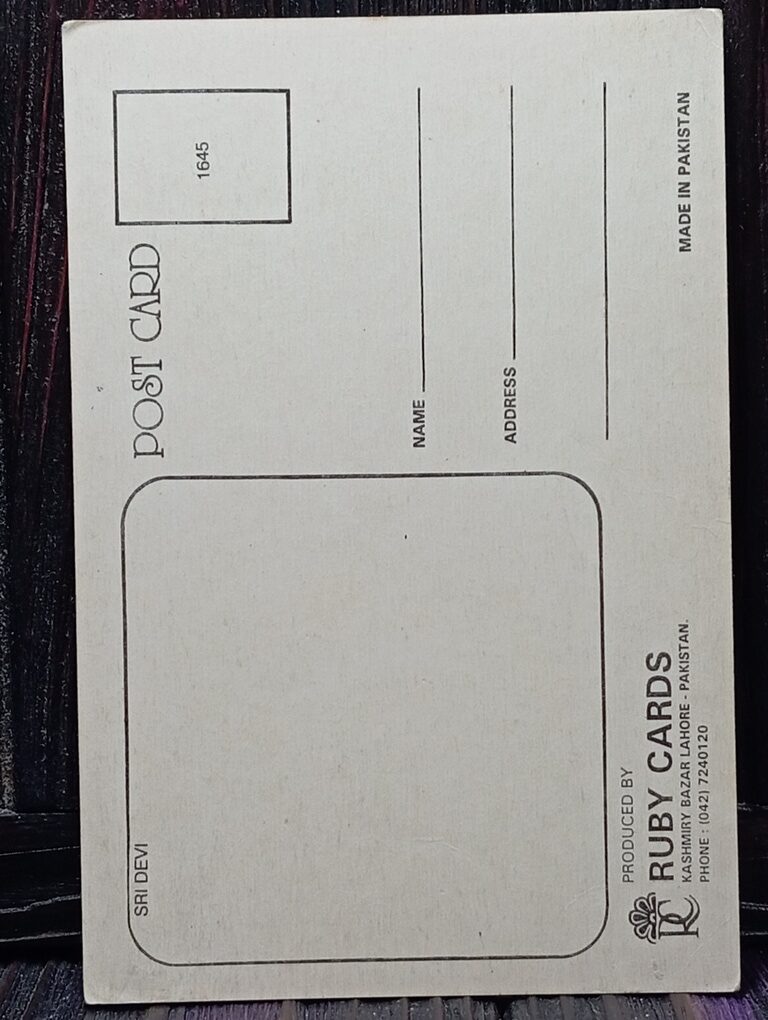 SRI DEVI
POST CARD
1645
NAME
ADDRESS
PRODUCED BY
RC
RUBY CARDS
KASHMIRY BAZAR LAHORE - PAKISTAN.
PHONE : (042) 7240120
MADE IN PAKISTAN